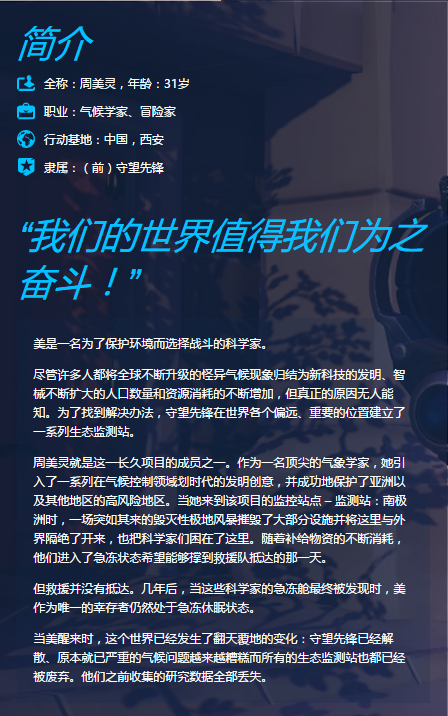 简介
全称：周美灵，年龄：31岁
职业：气候学家、冒险家
行动基地：中国，西安
隶属：（前）守望先锋
“我们的世界值得我们为之
奋斗！”
美是一名为了保护环境而选择战斗的科学家。
尽管许多人都将全球不断升级的怪异气候现象归结为新科技的发明、智
械不断扩大的人口数量和资源消耗的不断增加，但真正的原因无人能
知。为了找到解决办法，守望先锋在世界各个偏远、重要的位置建立了
一系列生态监测站。
周美灵就是这一长久项目的成员之一。作为一名顶尖的气象学家，她引
入了一系列在气候控制领域划时代的发明创意，并成功地保护了亚洲以
及其他地区的高风险地区。当她来到该项目的监控站点 – 监测站：南极
洲时，一场突如其来的毁灭性极地风暴摧毁了大部分设施并将这里与外
界隔绝了开来，也把科学家们困在了这里。随着补给物资的不断消耗，
他们进入了急冻状态希望能够撑到救援队抵达的那一天。
但救援并没有抵达。几年后，当这些科学家的急冻舱最终被发现时，美
作为唯一的幸存者仍然处于急冻休眠状态。
当美醒来时，这个世界已经发生了翻天覆地的变化：守望先锋已经解
散、原本就已严重的气候问题越来越糟糕而所有的生态监测站也都已经
被废弃。他们之前收集的研究数据全部丢失。